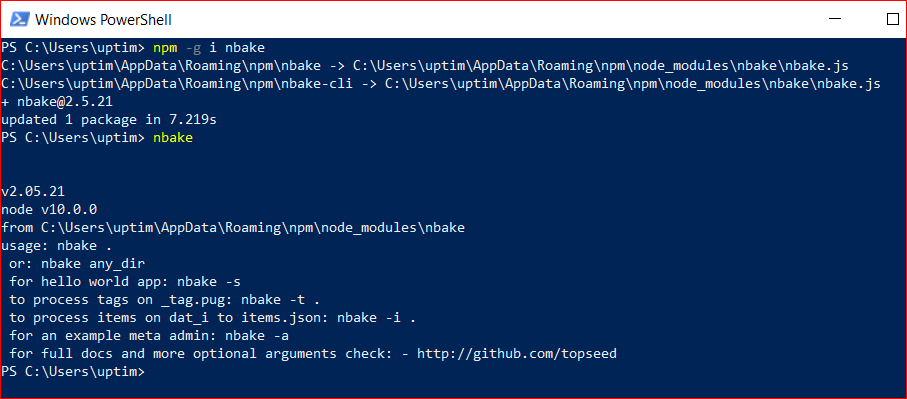 Windows PowerShell
PS C:\Users\uptim> npm -g i nbake
C:\Users\uptim\AppData\Roaming\npm\nbake -> C:\Users\uptim\AppData\Roaming\npm\node_modules\nbake\nbake.js
C:\Users\uptim\AppData\Roaming\npm\nbake-cli -> C:\Users\uptim\AppData\Roaming\npm\node_modules\nbake\nbake.js
+ nbake@2.5.21
updated 1 package in 7.219s
PS C:\Users\uptim> nbake
v2.05.21
node v10.0.0
from C:\Users\uptim\AppData\Roaming\npm\node_modules\nbake
usage: nbake .
 or: nbake any_dir
 for hello world app: nbake -s
 to process tags on _tag.pug: nbake -t .
 to process items on dat_i to items.json: nbake -i .
 for an example meta admin: nbake -a
 for full docs and more optional arguments check: - http://github.com/topseed
PS C:\Users\uptim>